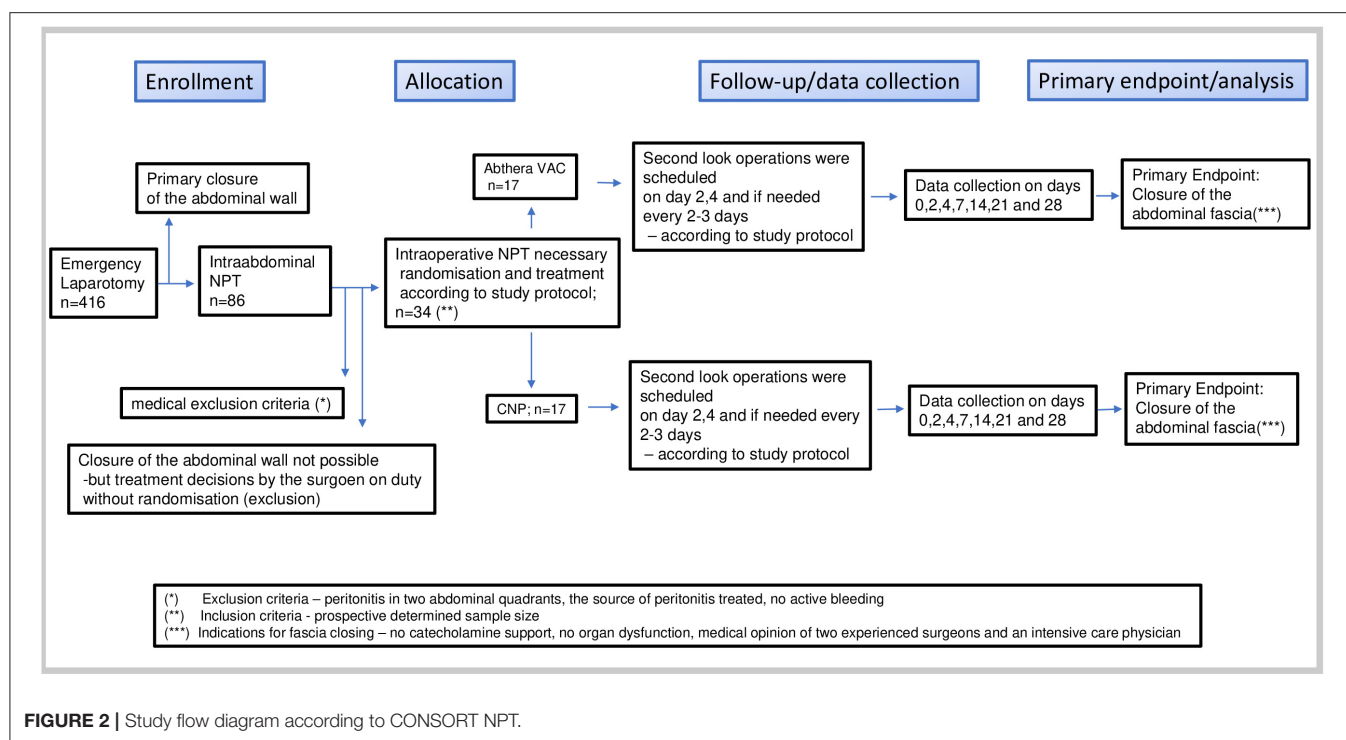 Enrollment
Allocation
Follow-up/data collection
Primary endpoint/analysis
Primary closure
of the abdominal wall
Emergency
Laparotomy
n=416
Intraabdominal
NPT
n=86
medical exclusion criteria (*)
Closure of the abdominal wall not possible
-but treatment decisions by the surgoen on duty
without randomisation (exclusion)
Abthera VAC
n=17
Intraoperative NPT necessary
randomisation and treatment
according to study protocol;
n=34 (**)
CNP; n=17
Second look operations were
scheduled
on day 2,4 and if needed
every 2-3 days
– according to study protocol
Data collection on days
0,2,4,7,14,21 and 28
Primary Endpoint:
Closure of the
abdominal fascia(***)
Second look operations were
scheduled
on day 2,4 and if needed every
2-3 days
– according to study protocol
Data collection on days
0,2,4,7,14,21 and 28
Primary Endpoint:
Closure of the
abdominal fascia(***)
(*) Exclusion criteria – peritonitis in two abdominal quadrants, the source of peritonitis treated, no active bleeding
(**) Inclusion criteria - prospective determined sample size
(***) Indications for fascia closing – no catecholamine support, no organ dysfunction, medical opinion of two experienced surgeons and an intensive care physician
FIGURE 2 | Study flow diagram according to CONSORT NPT.